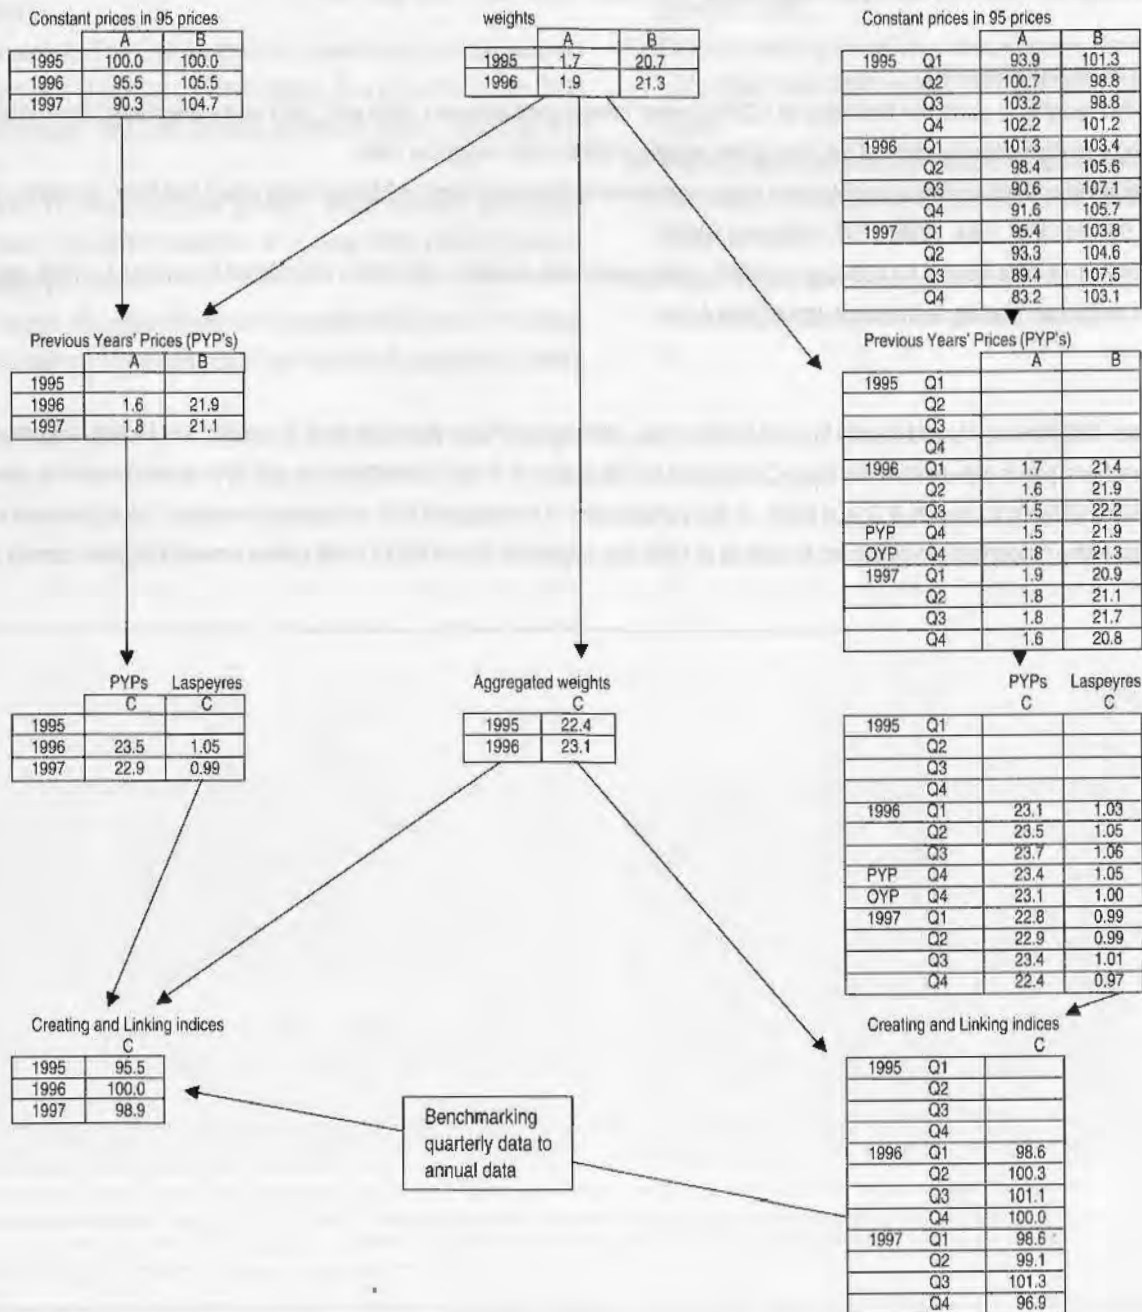 Constant prices in 95 prices
A B
1995 100.0 100.0
1996 95.5 105.5
1997 90.3 104.7
weights
A B
1995 1.7 20.7
1996 1.9 21.3
Constant prices in 95 prices
A B
1995 Q1 93.9 101.3
Q2 100.7 98.8
Q3 103.2 98.8
Q4 102.2 101.2
1996 Q1 101.3 103.4
Q2 98.4 105.6
Q3 90.6 107.1
Q4 91.6 105.7
1997 Q1 95.4 103.8
Q2 93.3 104.6
Q3 89.4 107.5
Q4 83.2 103.1
Previous Years' Prices (PYP's)
A B
1995
1996 1.6 21.9
1997 1.8 21.1
Previous Years' Prices (PYP's)
A B
1995 Q1
Q2
Q3
Q4
1996 Q1 1.7 21.4
Q2 1.6 21.9
Q3 1.5 22.2
PYP Q4 1.5 21.9
OYP Q4 1.8 21.3
1997 Q1 1.9 20.9
Q2 1.8 21.1
Q3 1.8 21.7
Q4 1.6 20.8
PYPs Laspeyres
C C
1995
1996 23.5 1.05
1997 22.9 0.99
Aggregated weights
C
1995 22.4
1996 23.1
PYPs Laspeyres
C C
1995 Q1
Q2
Q3
Q4
1996 Q1 23.1 1.03
Q2 23.5 1.05
Q3 23.7 1.06
PYP Q4 23.4 1.05
OYP Q4 23.1 1.00
1997 Q1 22.8 0.99
Q2 22.9 0.99
Q3 23.4 1.01
Q4 22.4 0.97
Creating and Linking indices
C
1995 95.5
1996 100.0
1997 98.9
Benchmarking
quarterly data to
annual data
Creating and Linking indices
C
1995 Q1
Q2
Q3
Q4
1996 Q1 98.6
Q2 100.3
Q3 101.1
Q4 100.0
1997 Q1 98.6
Q2 99.1
Q3 101.3
Q4 96.9